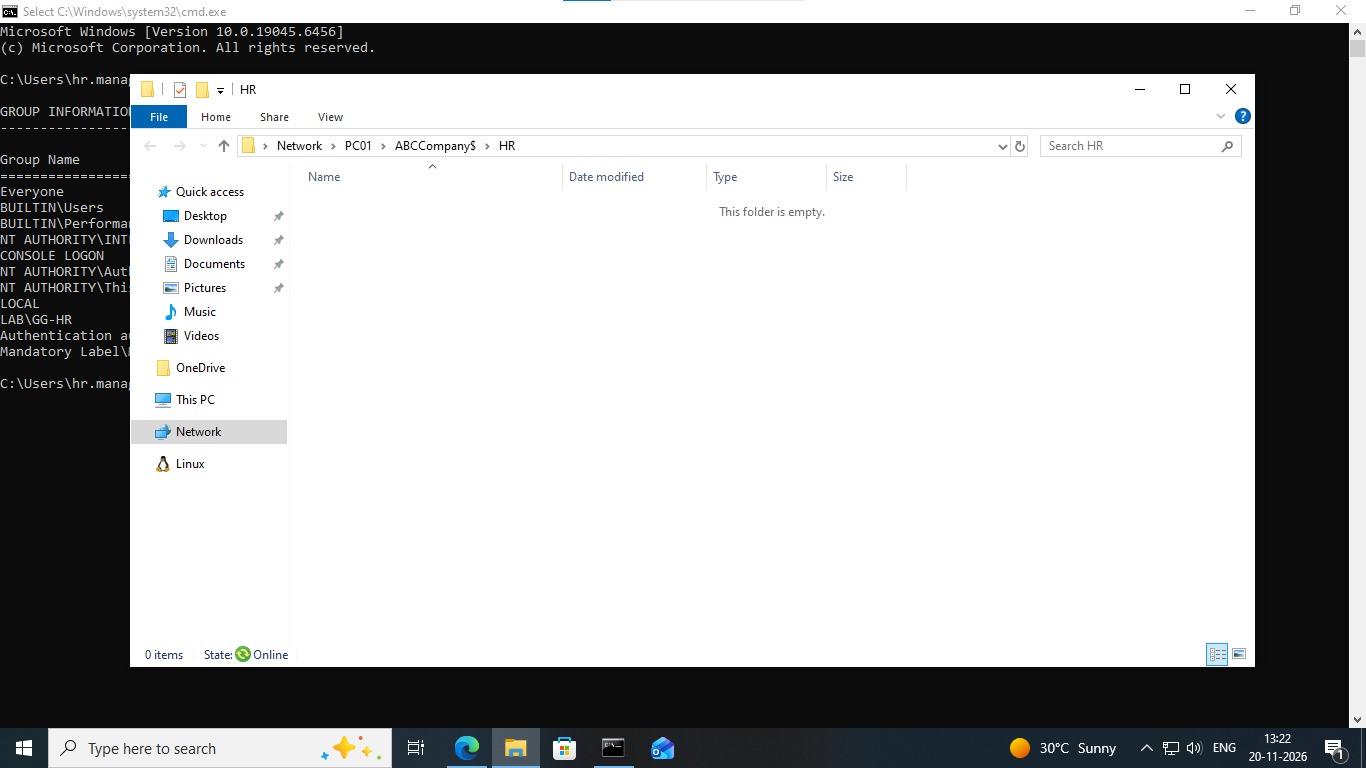 Select C:\Windows\system32\cmd.exe
Microsoft Windows [Version 10.0.19045.6456]
(c) Microsoft Corporation. All rights reserved.
C:\Users\hr.mana
GROUP INFORMATION
-----------------
Group Name
=================
Everyone
BUILTIN\Users
BUILTIN\Performa
NT AUTHORITY\INT
CONSOLE LOGON
NT AUTHORITY\Aut
NT AUTHORITY\This
LOCAL
LAB\GG-HR
Authentication a
Mandatory Label\
C:\Users\hr.mana
HR
File Home Share View
Network PC01 ABCCompany$ HR
Search HR
Name Date modified Type Size
This folder is empty.
Quick access
Desktop
Downloads
Documents
Pictures
Music
Videos
OneDrive
This PC
Network
Linux
0 items State: Online
Type here to search
30°C Sunny
ENG
13:22
20-11-2026
1